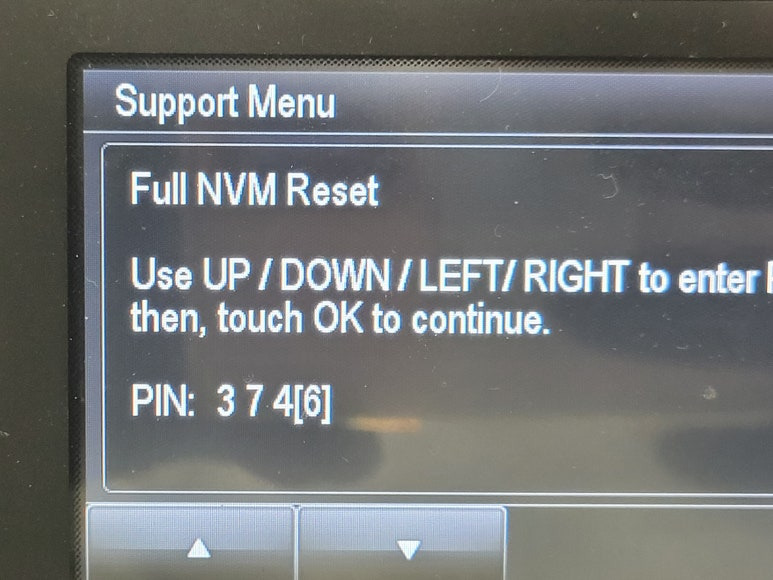 Support Menu
Full NVM Reset
Use UP / DOWN / LEFT/ RIGHT to enter
then, touch OK to continue.
PIN: 3 7 4[6]